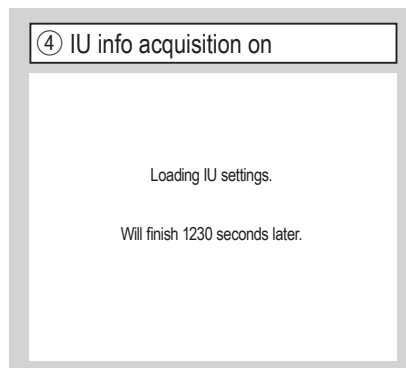 ④ IU info acquisition on
Loading IU settings.
Will finish 1230 seconds later.